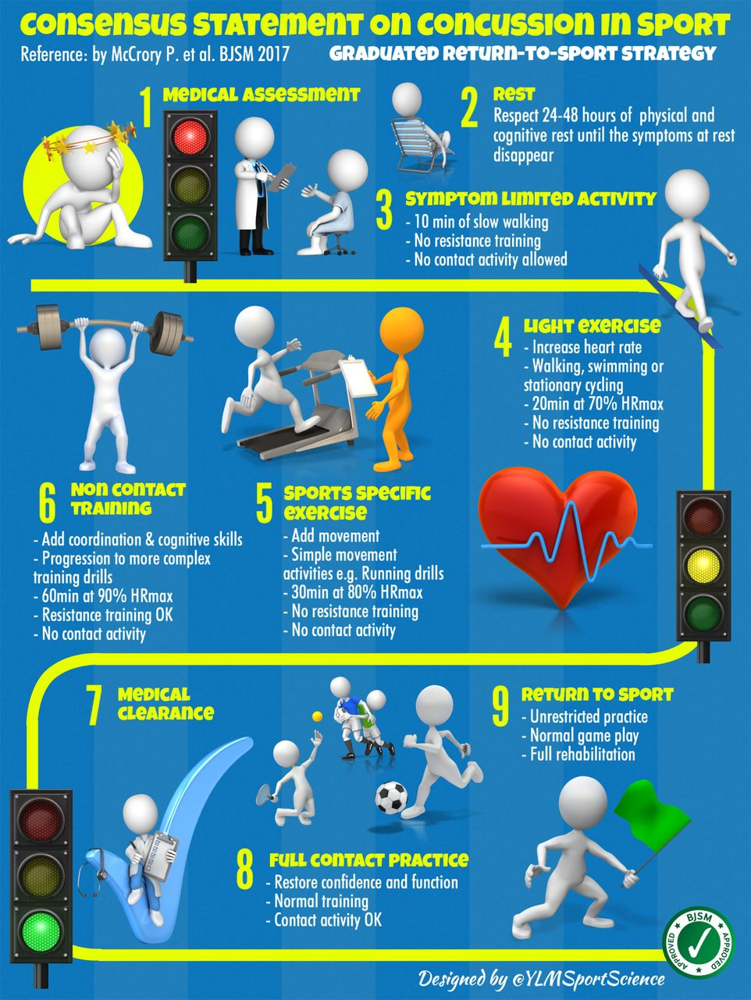 CONSENSUS STATEMENT ON CONCUSSION IN SPORT
Reference: by McCrory P. et al. BJSM 2017
GRADUATED RETURN-TO-SPORT STRATEGY
1 MEDICAL ASSESSMENT
2 REST
Respect 24-48 hours of physical and
cognitive rest until the symptoms at rest
disappear
3 SYMPTOM LIMITED ACTIVITY
- 10 min of slow walking
- No resistance training
- No contact activity allowed
4 LIGHT EXERCISE
- Increase heart rate
- Walking, swimming or
stationary cycling
- 20min at 70% HRmax
- No resistance training
- No contact activity
5 SPORTS SPECIFIC
EXERCISE
- Add movement
- Simple movement
activities e.g. Running drills
- 30min at 80% HRmax
- No resistance training
- No contact activity
6 NON CONTACT
TRAINING
- Add coordination & cognitive skills
- Progression to more complex
training drills
- 60min at 90% HRmax
- Resistance training OK
- No contact activity
7 MEDICAL
CLEARANCE
8 FULL CONTACT PRACTICE
- Restore confidence and function
- Normal training
- Contact activity OK
9 RETURN TO SPORT
- Unrestricted practice
- Normal game play
- Full rehabilitation
BJSM
APPROVED
APPROVED
Designed by @YLMSportScience